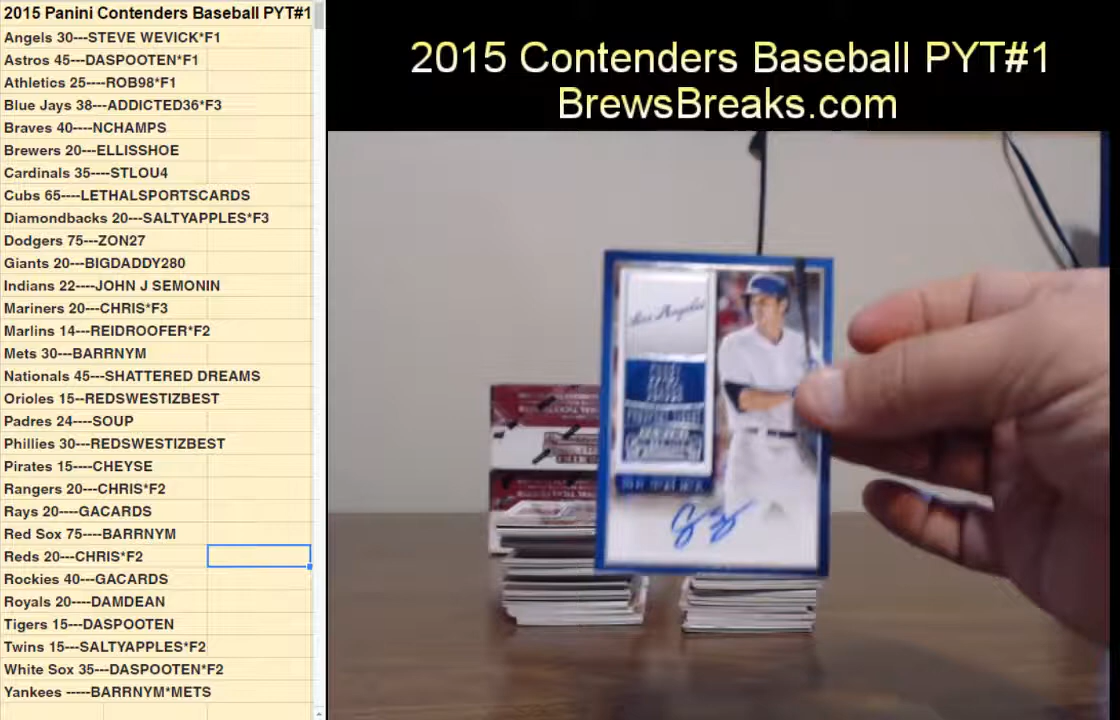 2015 Panini Contenders Baseball PYT#1
Angels 30---STEVE WEVICK*F1
Astros 45----DASPOOTEN*F1
Athletics 25----ROB98*F1
Blue Jays 38---ADDICTED36*F3
Braves 40----NCHAMPS
Brewers 20---ELLISSHOE
Cardinals 35----STLOU4
Cubs 65----LETHALSPORTSCARDS
Diamondbacks 20---SALTYAPPLES*F3
Dodgers 75---ZON27
Giants 20---BIGDADDY280
Indians 22----JOHN J SEMONIN
Mariners 20---CHRIS*F3
Marlins 14---REIDROOFER*F2
Mets 30---BARRNYM
Nationals 45---SHATTERED DREAMS
Orioles 15--REDSWESTIZBEST
Padres 24----SOUP
Phillies 30---REDSWESTIZBEST
Pirates 15----CHEYSE
Rangers 20---CHRIS*F2
Rays 20----GACARDS
Red Sox 75----BARRNYM
Reds 20---CHRIS*F2
Rockies 40---GACARDS
Royals 20----DAMDEAN
Tigers 15----DASPOOTEN
Twins 15---SALTYAPPLES*F2
White Sox 35---DASPOOTEN*F2
Yankees -----BARRNYM*METS
2015 Contenders Baseball PYT#1
BrewsBreaks.com
Los Angeles